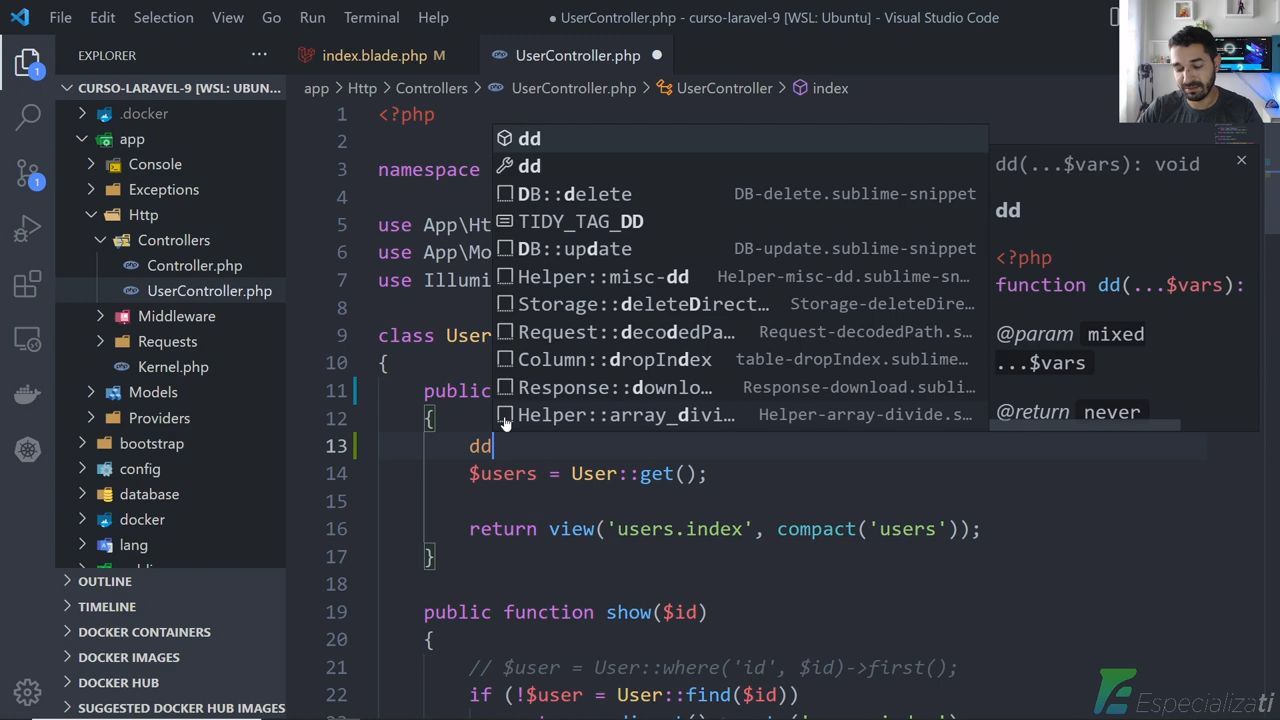 File Edit Selection View Go Run Terminal Help
● UserController.php - curso-laravel-9 [WSL: Ubuntu] - Visual Studio Code
EXPLORER ···
index.blade.php M
UserController.php ●
CURSO-LARAVEL-9 [WSL: UBUN...
app > Http > Controllers > UserController.php > UserController > index
.docker
app
Console
Exceptions
Http
Controllers
Controller.php
UserController.php
Middleware
Requests
Kernel.php
Models
Providers
bootstrap
config
database
docker
lang
OUTLINE
TIMELINE
DOCKER CONTAINERS
DOCKER IMAGES
DOCKER HUB
SUGGESTED DOCKER HUB IMAGES
1
1
1 <?php
2
3 namespace
4
5 use App\Ht
6 use App\Mo
7 use Illumi
8
9 class User
10 {
11 public
12 {
13 dd
14 $users = User::get();
15
16 return view('users.index', compact('users'));
17 }
18
19 public function show($id)
20 {
21 // $user = User::where('id', $id)->first();
22 if (!$user = User::find($id))
dd
dd
DB::delete DB-delete.sublime-snippet
TIDY_TAG_DD
DB::update DB-update.sublime-snippet
Helper::misc-dd Helper-misc-dd.sublime-sn...
Storage::deleteDirect... Storage-deleteDire...
Request::decodedPa... Request-decodedPath.s...
Column::dropIndex table-dropIndex.sublime...
Response::downlo... Response-download.subli...
Helper::array_divi... Helper-array-divide.s...
dd(...$vars): void
dd
<?php
function dd(...$vars):
@param mixed
...$vars
@return never
Especializati